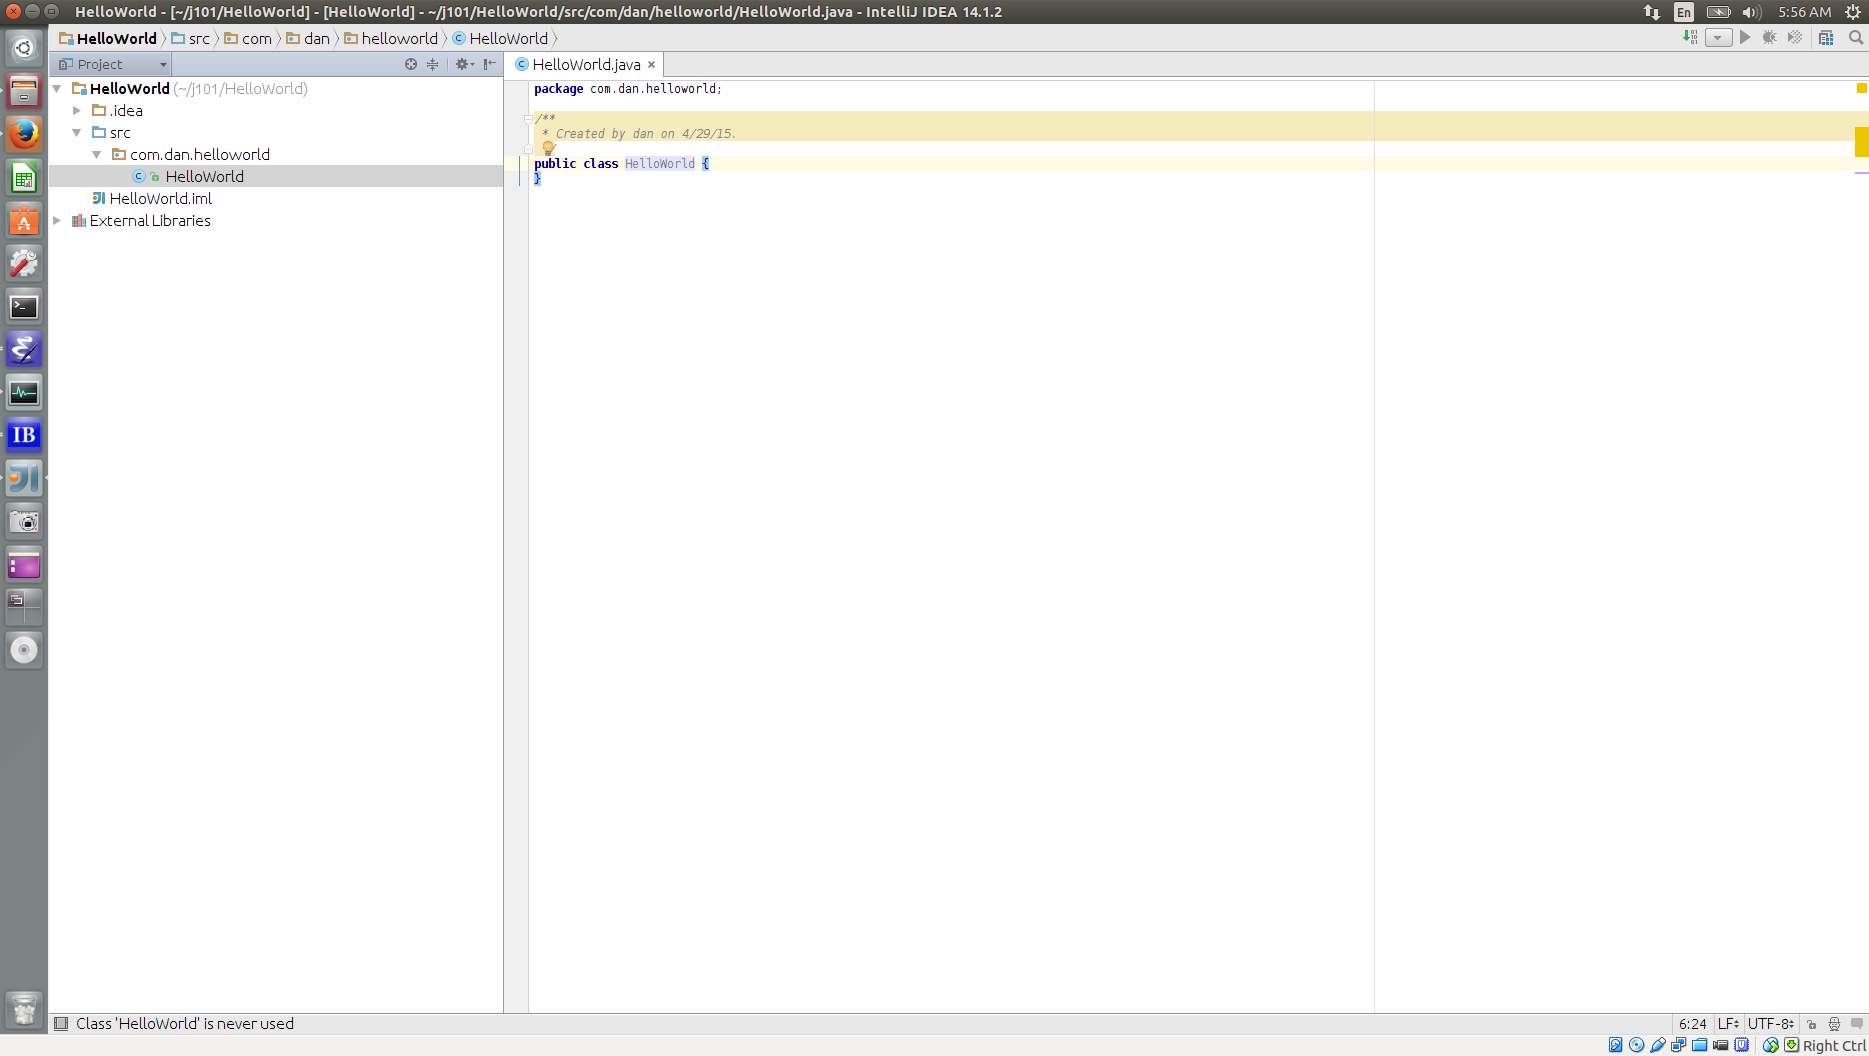 HelloWorld - [~/j101/HelloWorld] - [HelloWorld] - ~/j101/HelloWorld/src/com/dan/helloworld/HelloWorld.java - IntelliJ IDEA 14.1.2
En
5:56 AM
HelloWorld src com dan helloworld HelloWorld
Project
HelloWorld.java
HelloWorld (~/j101/HelloWorld)
.idea
src
com.dan.helloworld
HelloWorld
HelloWorld.iml
External Libraries
package com.dan.helloworld;
/**
* Created by dan on 4/29/15.
/
public class HelloWorld {
}
IB
Class 'HelloWorld' is never used
6:24 LF UTF-8
Right Ctrl